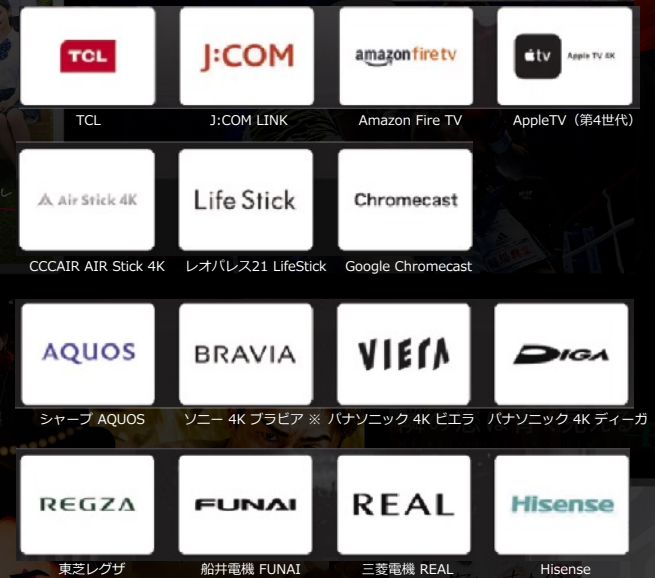 TCL
J:COM
amazon fire tv
tv Apple TV 4K
TCL
J:COM LINK
Amazon Fire TV
AppleTV（第4世代）
Air Stick 4K
Life Stick
Chromecast
CCCAIR AIR Stick 4K
レオパレス21 LifeStick
Google Chromecast
AQUOS
BRAVIA
VIERA
DIGA
シャープ AQUOS
ソニー 4K ブラビア ※
パナソニック 4K ビエラ
パナソニック 4K ディーガ
REGZA
FUNAI
REAL
Hisense
東芝レグザ
船井電機 FUNAI
三菱電機 REAL
Hisense